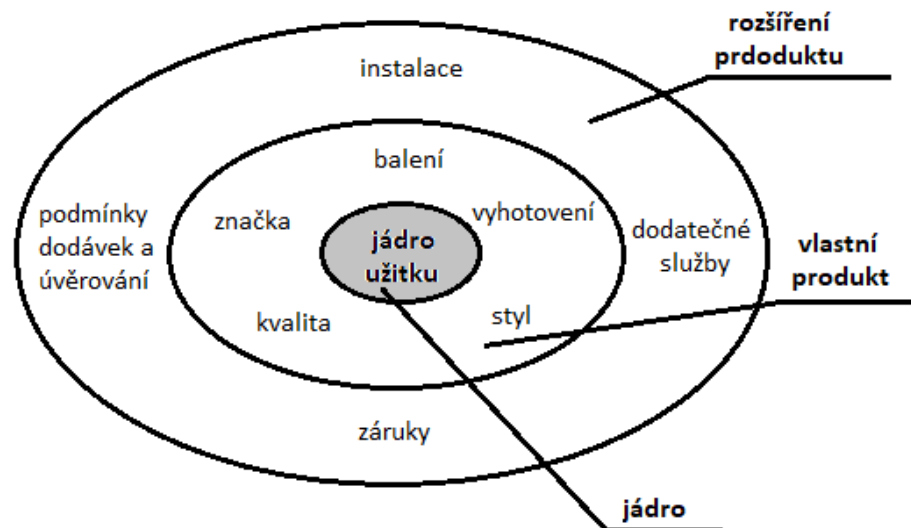 rozšíření
prdoduktu
instalace
balení
značka
vyhotovení
podmínky
dodávek a
úvěrování
jádro
užitku
dodatečné
služby
vlastní
produkt
kvalita
styl
záruky
jádro